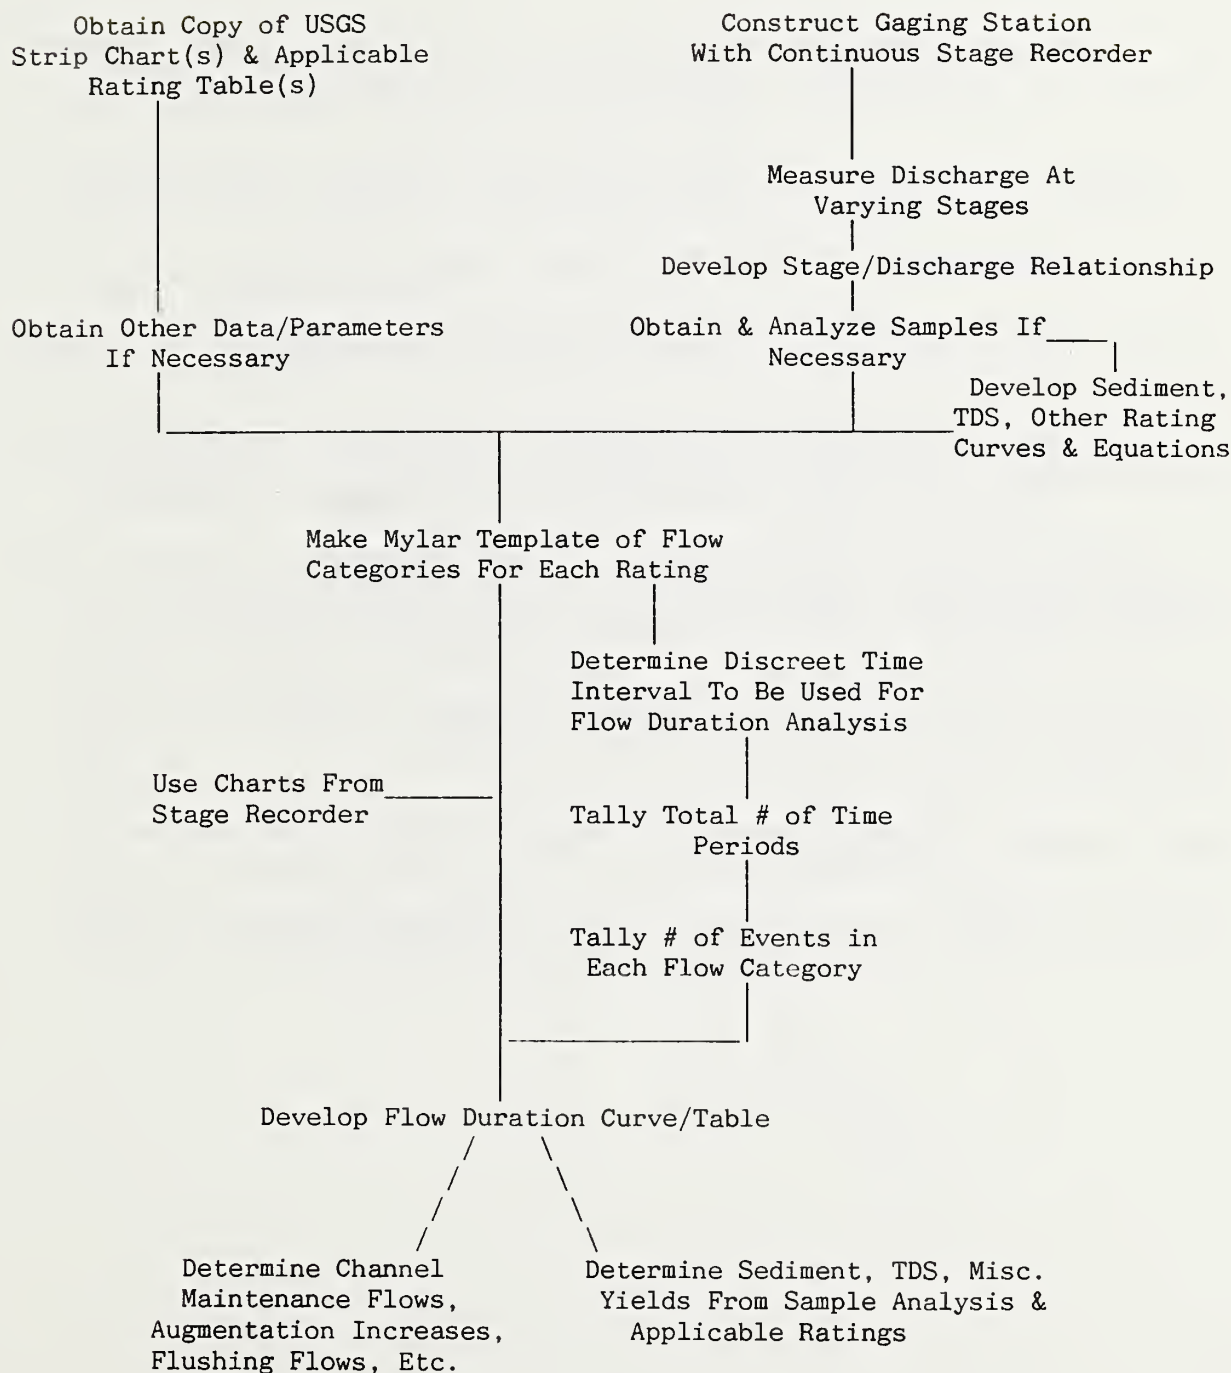 Obtain Copy of USGS
Strip Chart(s) & Applicable
Rating Table(s)
Construct Gaging Station
With Continuous Stage Recorder
Measure Discharge At
Varying Stages
Develop Stage/Discharge Relationship
Obtain Other Data/Parameters
If Necessary
Obtain & Analyze Samples If
Necessary
Develop Sediment,
TDS, Other Rating
Curves & Equations
Make Mylar Template of Flow
Categories For Each Rating
Determine Discreet Time
Interval To Be Used For
Flow Duration Analysis
Use Charts From
Stage Recorder
Tally Total # of Time
Periods
Tally # of Events in
Each Flow Category
Develop Flow Duration Curve/Table
Determine Channel
Maintenance Flows,
Augmentation Increases,
Flushing Flows, Etc.
Determine Sediment, TDS, Misc.
Yields From Sample Analysis &
Applicable Ratings